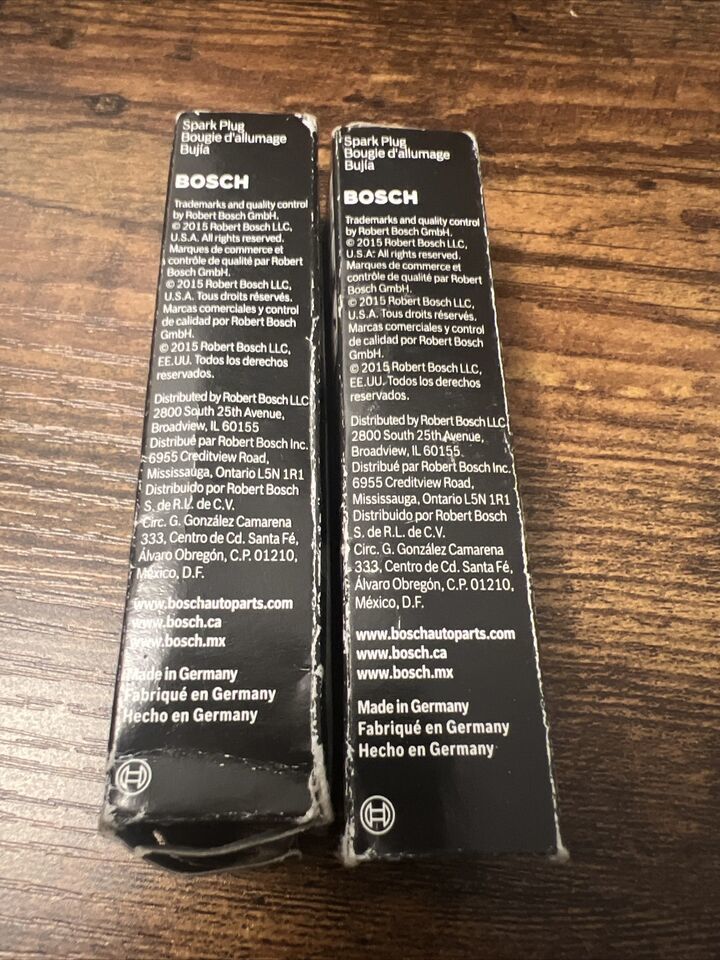 Spark Plug
Bougie d'allumage
Bujía
BOSCH
Trademarks and quality control
by Robert Bosch GmbH.
© 2015 Robert Bosch LLC,
U.S.A. All rights reserved.
Marques de commerce et
contrôle de qualité par Robert
Bosch GmbH.
© 2015 Robert Bosch LLC,
U.S.A. Tous droits réservés.
Marcas comerciales y control
de calidad por Robert Bosch
GmbH.
© 2015 Robert Bosch LLC,
EE.UU. Todos los derechos
reservados.
Distributed by Robert Bosch LLC
2800 South 25th Avenue,
Broadview, IL 60155
Distribué par Robert Bosch Inc.
6955 Creditview Road,
Mississauga, Ontario L5N 1R1
Distribuido por Robert Bosch
S. de R.L. de C.V.
Circ. G. González Camarena
333, Centro de Cd. Santa Fé,
Álvaro Obregón, C.P. 01210,
México, D.F.
www.boschautoparts.com
www.bosch.ca
www.bosch.mx
Made in Germany
Fabriqué en Germany
Hecho en Germany
Spark Plug
Bougie d'allumage
Bujía
BOSCH
Trademarks and quality control
by Robert Bosch GmbH.
© 2015 Robert Bosch LLC,
U.S.A. All rights reserved.
Marques de commerce et
contrôle de qualité par Robert
Bosch GmbH.
© 2015 Robert Bosch LLC,
U.S.A. Tous droits réservés.
Marcas comerciales y control
de calidad por Robert Bosch
GmbH.
© 2015 Robert Bosch LLC,
EE.UU. Todos los derechos
reservados.
Distributed by Robert Bosch LLC
2800 South 25th Avenue,
Broadview, IL 60155
Distribué par Robert Bosch Inc.
6955 Creditview Road,
Mississauga, Ontario L5N 1R1
Distribuido por Robert Bosch
S. de R.L. de C.V.
Circ. G. González Camarena
333, Centro de Cd. Santa Fé,
Álvaro Obregón, C.P. 01210,
México, D.F.
www.boschautoparts.com
www.bosch.ca
www.bosch.mx
Made in Germany
Fabriqué en Germany
Hecho en Germany